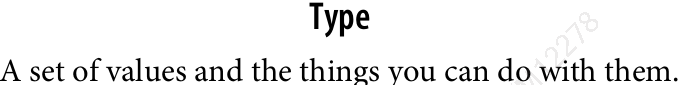 Type
A set of values and the things you can do with them.